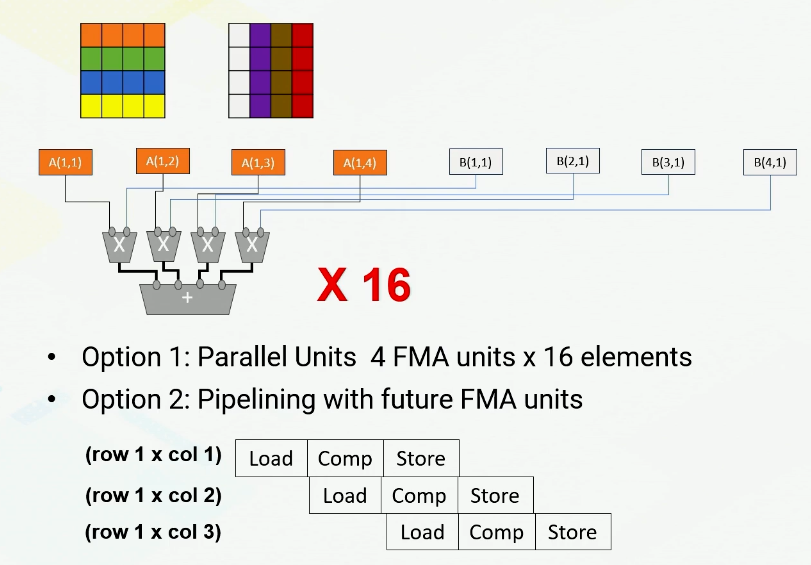 A(1,1) A(1,2) A(1,3) A(1,4) B(1,1) B(2,1) B(3,1) B(4,1)
X X X X
+
X 16
• Option 1: Parallel Units 4 FMA units x 16 elements
• Option 2: Pipelining with future FMA units
(row 1 x col 1) Load Comp Store
(row 1 x col 2) Load Comp Store
(row 1 x col 3) Load Comp Store